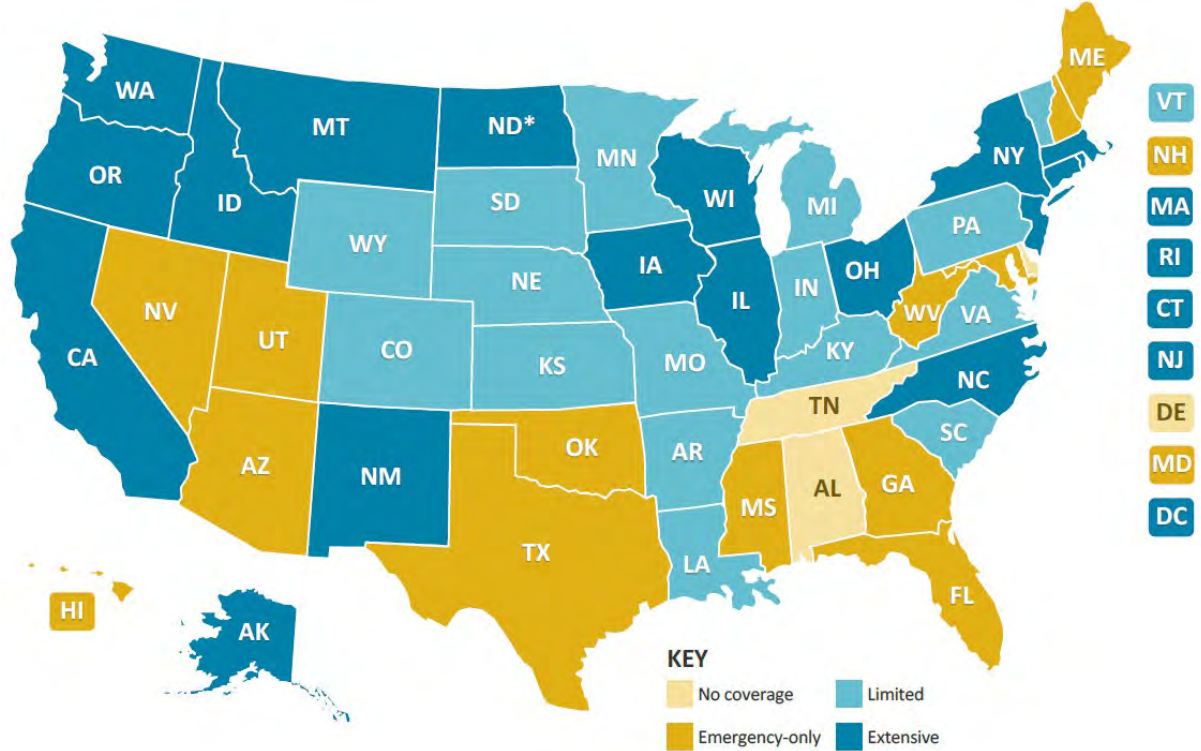 ME
WA
VT
MT
ND*
MN
NH
NY
OR
ID
SD
WI
MI
MA
PA
WY
IA
OH
RI
NE
IL
IN
NV
WV
VA
CT
UT
CO
KY
CA
KS
MO
NJ
NC
TN
DE
SC
OK
AR
AZ
NM
MD
GA
AL
MS
DC
TX
LA
FL
HI
AK
KEY
No coverage
Limited
Emergency-only
Extensive